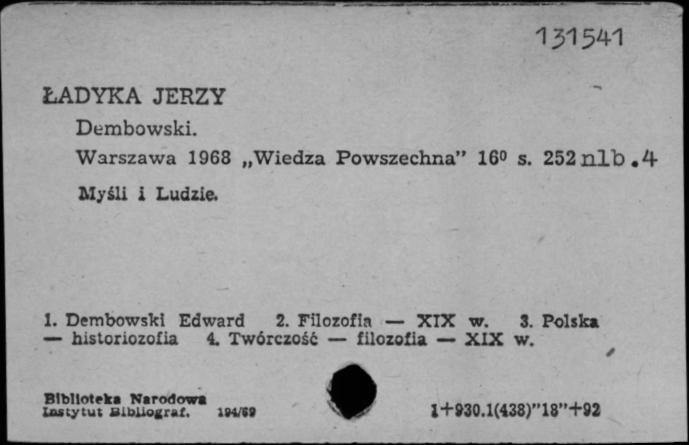 131541
ŁADYKA JERZY
Dembowski.
Warszawa 1968 „Wiedza Powszechna” 16⁰ s. 252 nlb. 4
Myśli i Ludzie.
1. Dembowski Edward 2. Filozofia — XIX w. 3. Polska
— historiozofia 4. Twórczość — filozofia — XIX w.
Biblioteka Narodowa
Instytut Bibliograf. 194/69
1+930.1(438)”18”+92